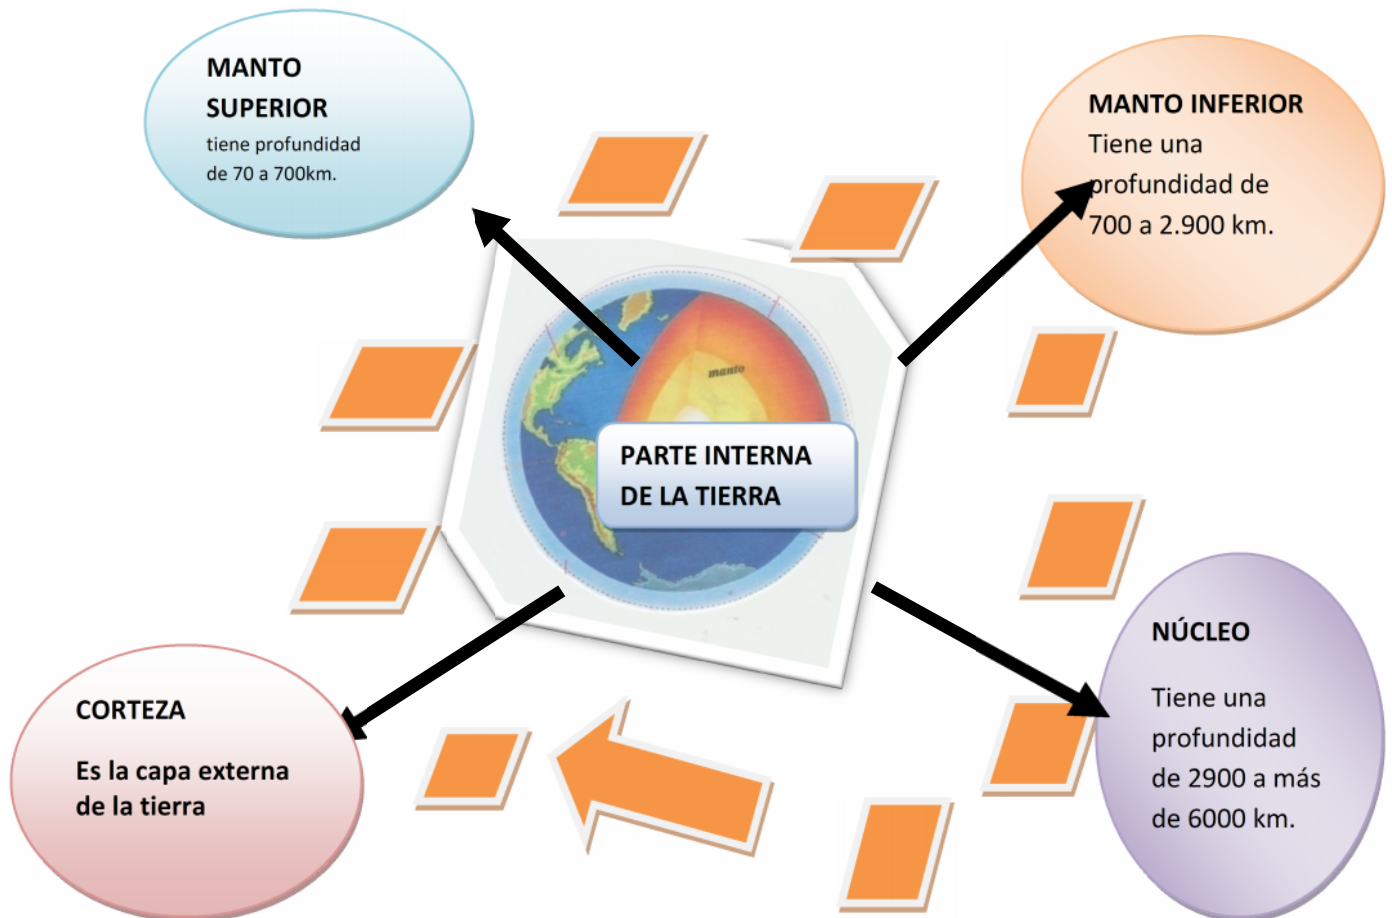 MANTO
SUPERIOR
tiene profundidad
de 70 a 700km.
MANTO INFERIOR
Tiene una
profundidad de
700 a 2.900 km.
manto
PARTE INTERNA
DE LA TIERRA
CORTEZA
Es la capa externa
de la tierra
NÚCLEO
Tiene una
profundidad
de 2900 a más
de 6000 km.